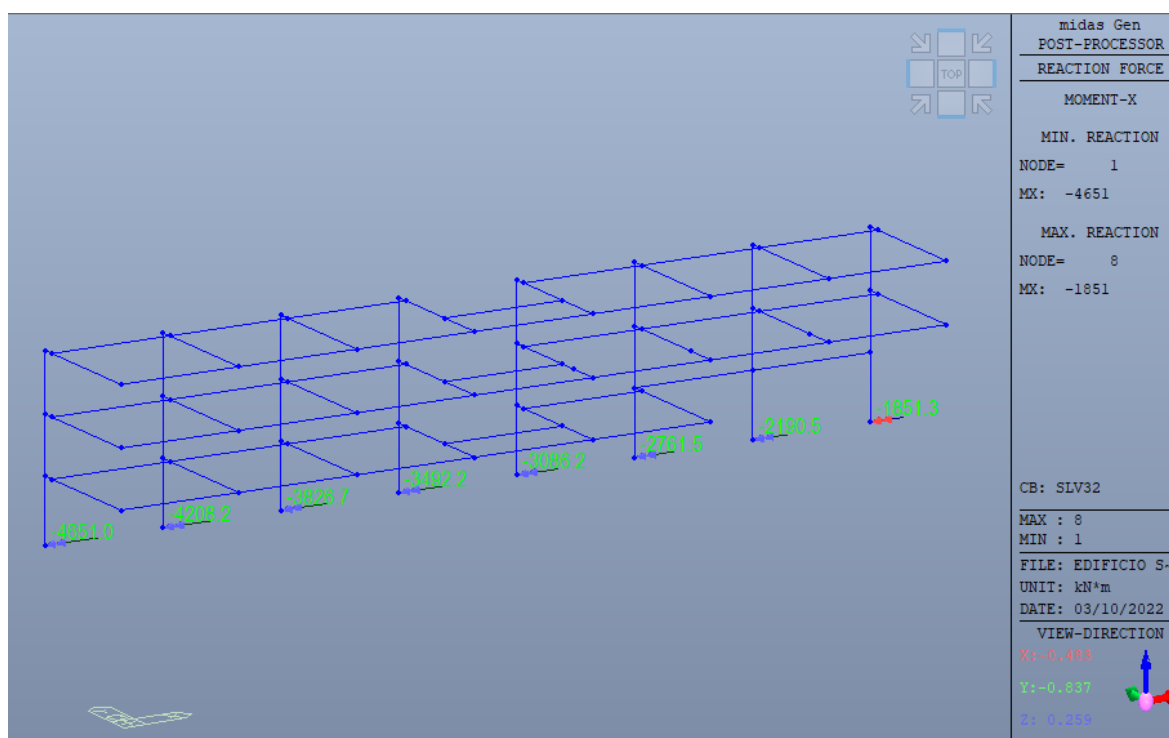 midas Gen
POST-PROCESSOR
REACTION FORCE
MOMENT-X
MIN. REACTION
NODE= 1
MX: -4651
MAX. REACTION
NODE= 8
MX: -1851
TOP
-1851.3
-2190.5
-2761.5
-3086.2
-3492.2
-3826.7
-4208.2
-4651.0
CB: SLV32
MAX : 8
MIN : 1
FILE: EDIFICIO S~
UNIT: kN*m
DATE: 03/10/2022
VIEW-DIRECTION
X:-0.483
Y:-0.837
Z: 0.259